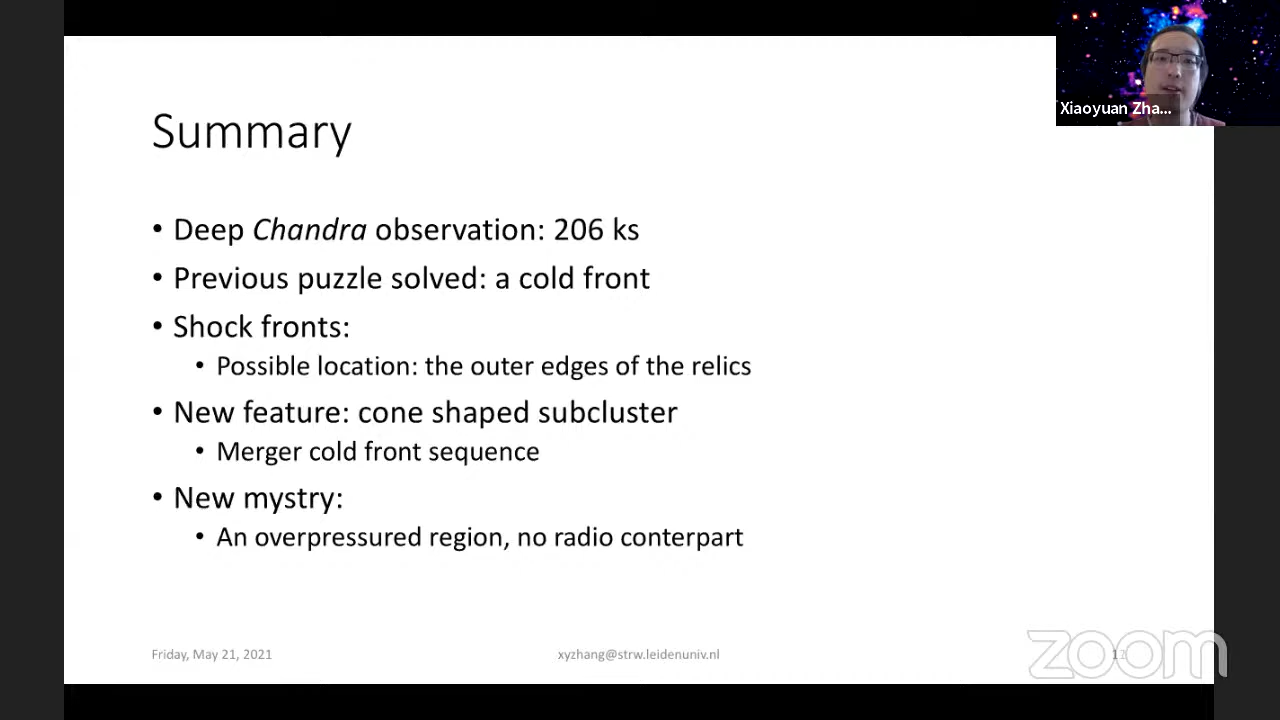 Xiaoyuan Zha...
Summary
• Deep Chandra observation: 206 ks
• Previous puzzle solved: a cold front
• Shock fronts:
• Possible location: the outer edges of the relics
• New feature: cone shaped subcluster
• Merger cold front sequence
• New mystry:
• An overpressured region, no radio conterpart
Friday, May 21, 2021
xyzhang@strw.leidenuniv.nl
zoom